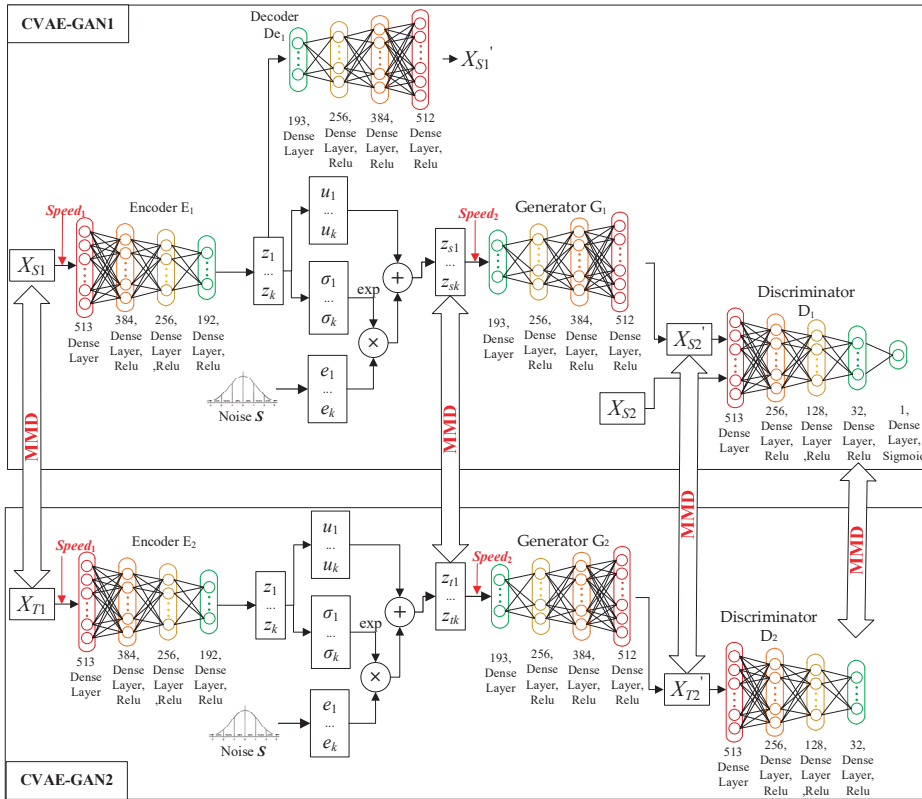 CVAE-GAN1
Decoder
De1
XS1'
193,
Dense
Layer
256,
Dense
Layer,
Relu
384,
Dense
Layer,
Relu
512
Dense
Layer,
Relu
Speed1
Encoder E1
XS1
513
Dense
Layer
384,
Dense
Layer,
Relu
256,
Dense
Layer
,Relu
192,
Dense
Layer,
Relu
z1
...
zk
u1
...
uk
σ1
...
σk
exp
+
×
e1
...
ek
Noise S
zs1
...
zsk
Speed2
Generator G1
193,
Dense
Layer
256,
Dense
Layer,
Relu
384,
Dense
Layer,
Relu
512
Dense
Layer,
Relu
XS2'
XS2
Discriminator
D1
513
Dense
Layer
256,
Dense
Layer,
Relu
128,
Dense
Layer
,Relu
32,
Dense
Layer,
Relu
1,
Dense
Layer,
Sigmoid
MMD
MMD
MMD
MMD
Speed1
Encoder E2
XT1
513
Dense
Layer
384,
Dense
Layer,
Relu
256,
Dense
Layer
,Relu
192,
Dense
Layer,
Relu
z1
...
zk
u1
...
uk
σ1
...
σk
exp
+
×
e1
...
ek
Noise S
zt1
...
ztk
Speed2
Generator G2
193,
Dense
Layer
256,
Dense
Layer,
Relu
384,
Dense
Layer,
Relu
512
Dense
Layer,
Relu
XT2'
Discriminator
D2
513
Dense
Layer
256,
Dense
Layer,
Relu
128,
Dense
Layer
,Relu
32,
Dense
Layer,
Relu
CVAE-GAN2